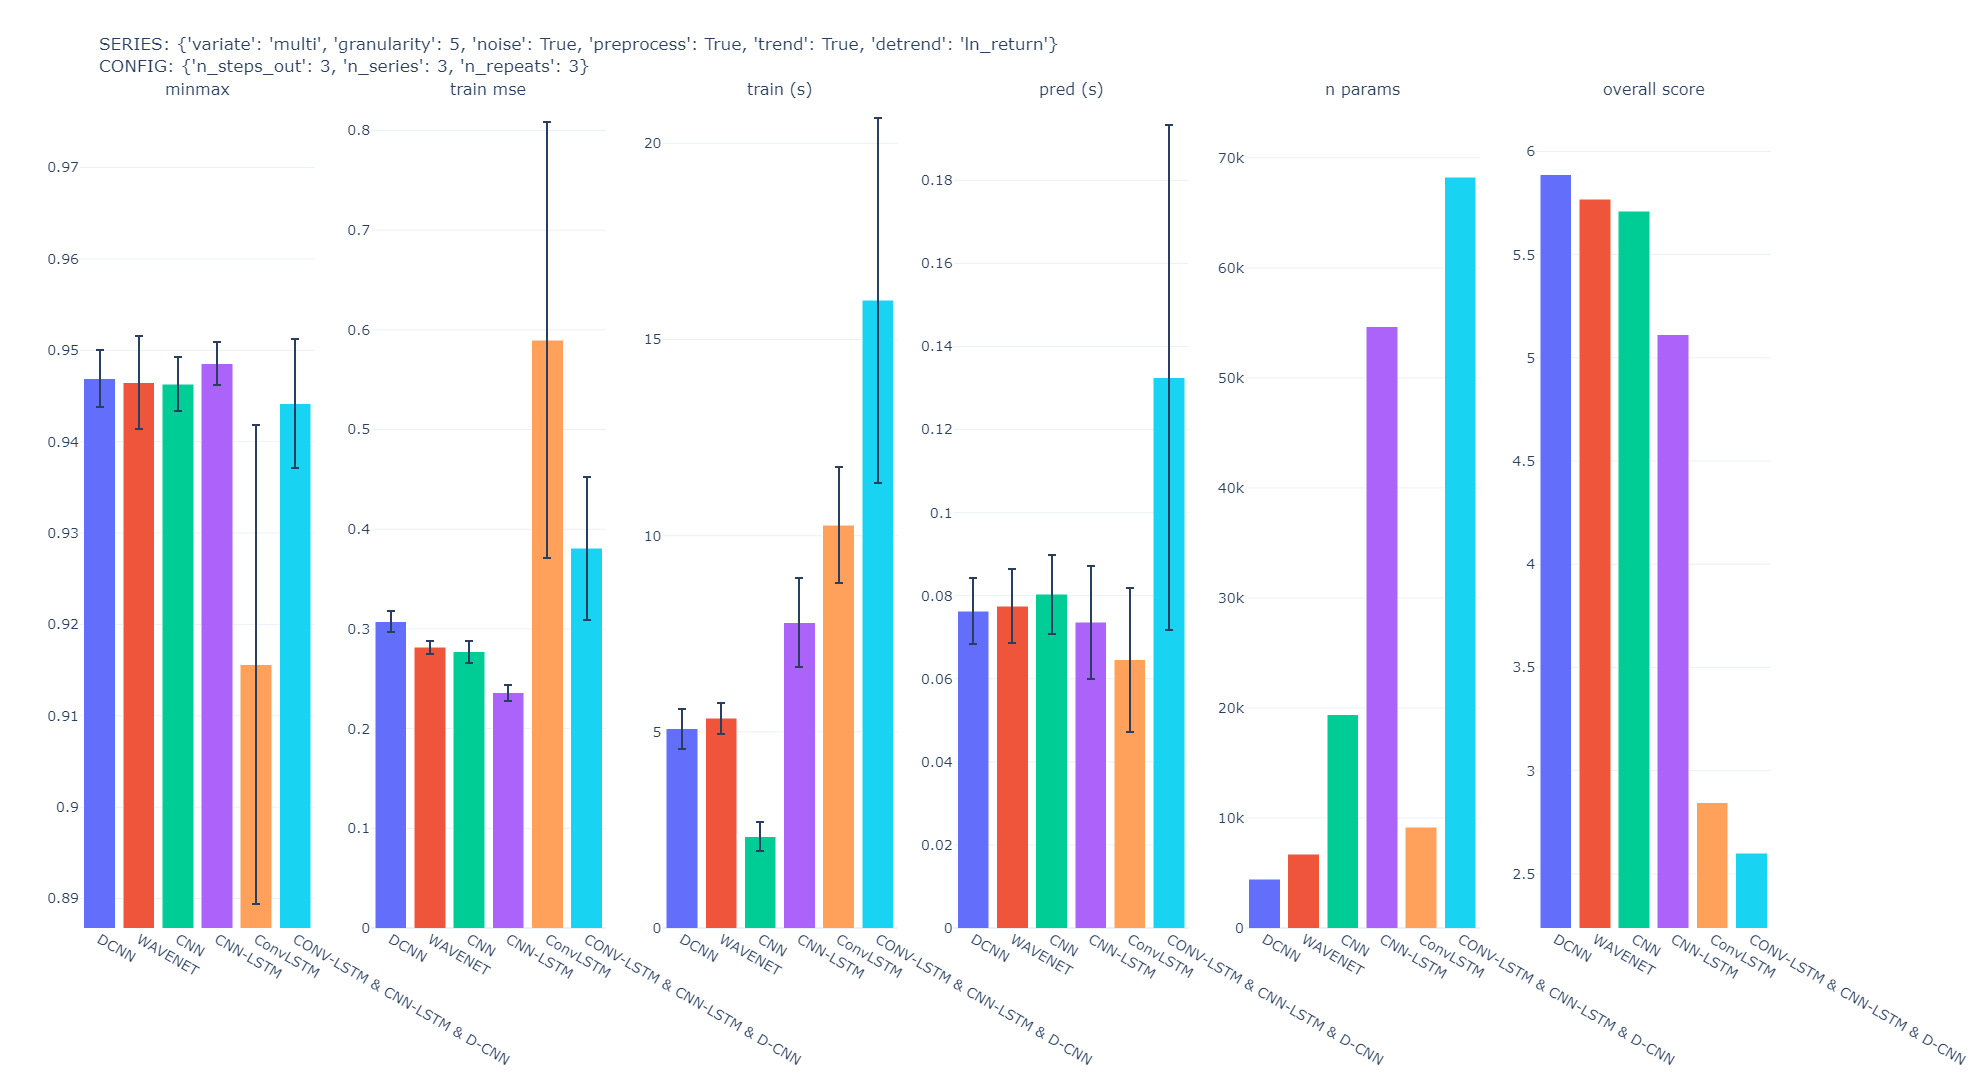 SERIES: {'variate': 'multi', 'granularity': 5, 'noise': True, 'preprocess': True, 'trend': True, 'detrend': 'ln_return'}
CONFIG: {'n_steps_out': 3, 'n_series': 3, 'n_repeats': 3}
minmax
0.97
0.96
0.95
0.94
0.93
0.92
0.91
0.9
0.89
DCNN
WAVENET
CNN
CNN-LSTM
ConvLSTM
CONV-LSTM & CNN-LSTM & D-CNN
train mse
0.8
0.7
0.6
0.5
0.4
0.3
0.2
0.1
0
DCNN
WAVENET
CNN
CNN-LSTM
ConvLSTM
CONV-LSTM & CNN-LSTM & D-CNN
train (s)
20
15
10
5
0
DCNN
WAVENET
CNN
CNN-LSTM
ConvLSTM
CONV-LSTM & CNN-LSTM & D-CNN
pred (s)
0.18
0.16
0.14
0.12
0.1
0.08
0.06
0.04
0.02
0
DCNN
WAVENET
CNN
CNN-LSTM
ConvLSTM
CONV-LSTM & CNN-LSTM & D-CNN
n params
70k
60k
50k
40k
30k
20k
10k
0
DCNN
WAVENET
CNN
CNN-LSTM
ConvLSTM
CONV-LSTM & CNN-LSTM & D-CNN
overall score
6
5.5
5
4.5
4
3.5
3
2.5
DCNN
WAVENET
CNN
CNN-LSTM
ConvLSTM
CONV-LSTM & CNN-LSTM & D-CNN